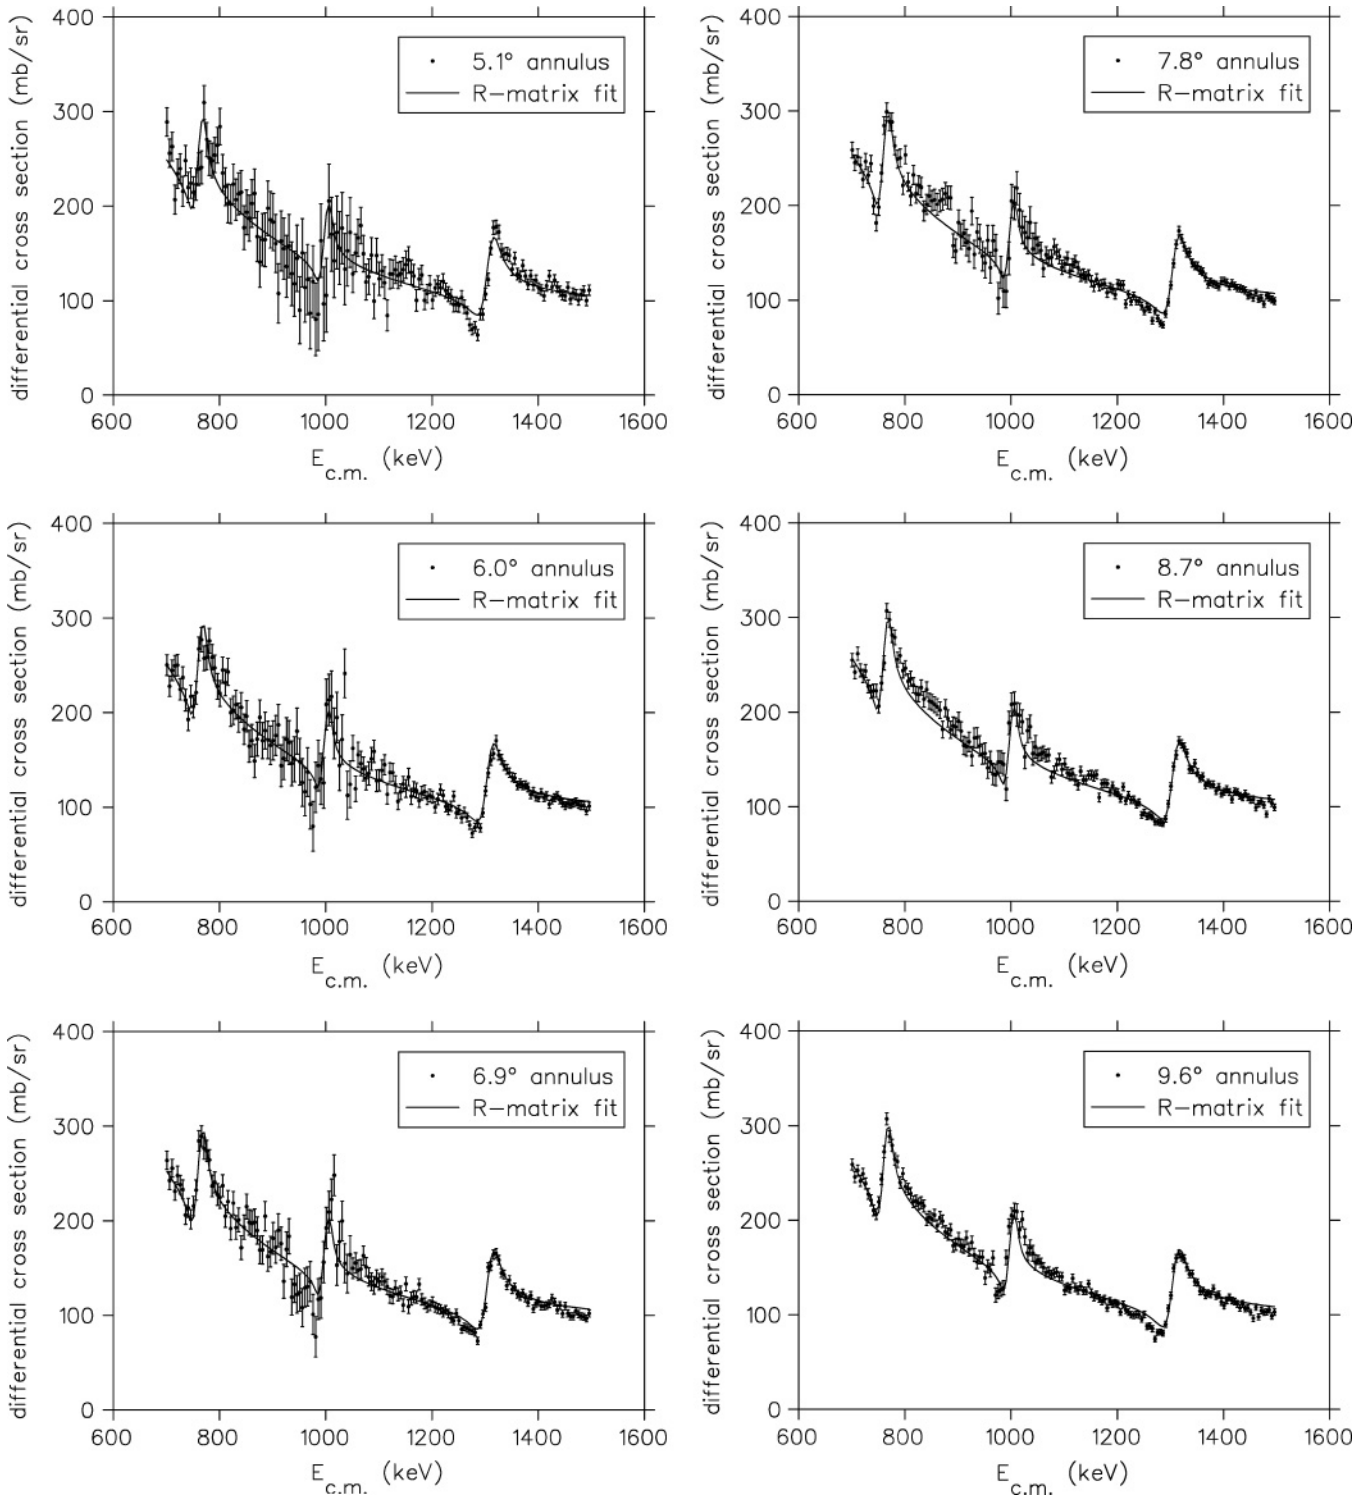 400
300
200
100
0
differential cross section (mb/sr)
5.1° annulus
R-matrix fit
600 800 1000 1200 1400 1600
E c.m. (keV)
400
300
200
100
0
differential cross section (mb/sr)
7.8° annulus
R-matrix fit
600 800 1000 1200 1400 1600
E c.m. (keV)
400
300
200
100
0
differential cross section (mb/sr)
6.0° annulus
R-matrix fit
600 800 1000 1200 1400 1600
E c.m. (keV)
400
300
200
100
0
differential cross section (mb/sr)
8.7° annulus
R-matrix fit
600 800 1000 1200 1400 1600
E c.m. (keV)
400
300
200
100
0
differential cross section (mb/sr)
6.9° annulus
R-matrix fit
600 800 1000 1200 1400 1600
E c.m. (keV)
400
300
200
100
0
differential cross section (mb/sr)
9.6° annulus
R-matrix fit
600 800 1000 1200 1400 1600
E c.m. (keV)